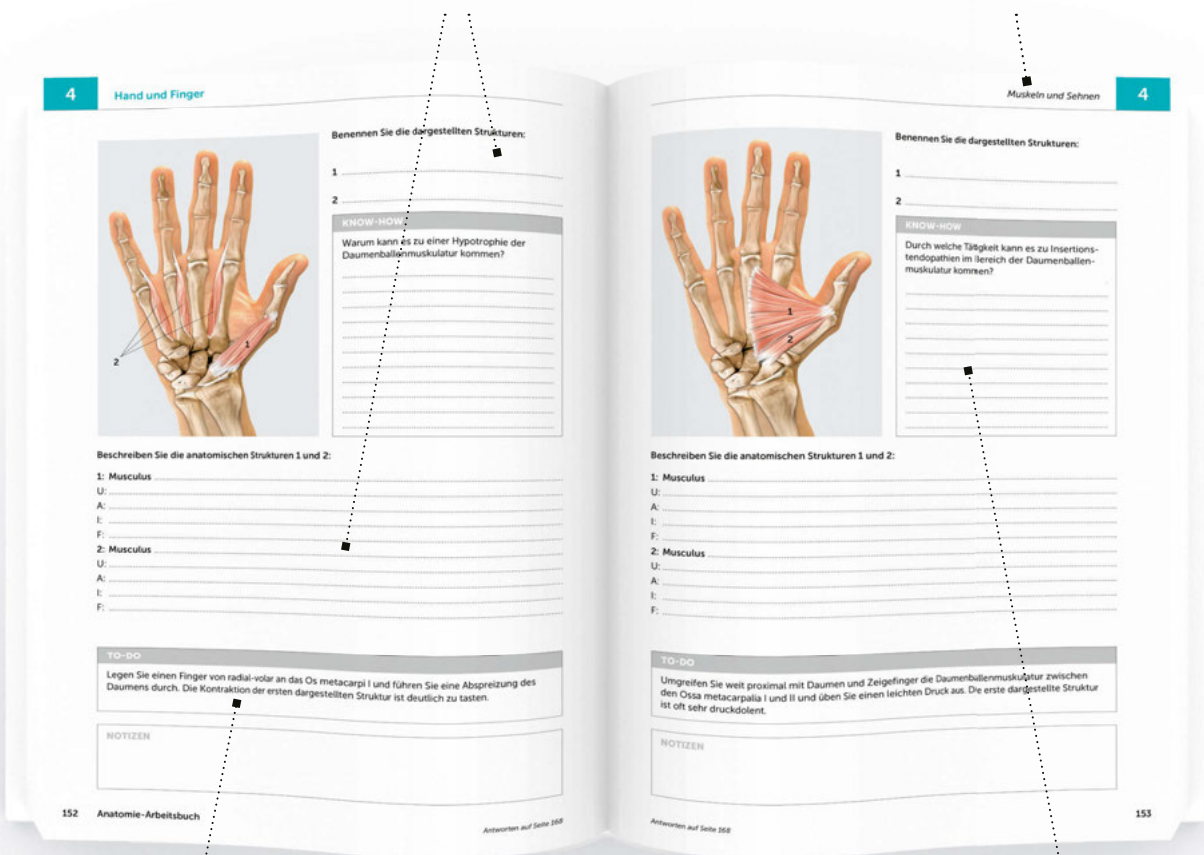 4 Hand und Finger
Benennen Sie die dargestellten Strukturen:
1
2
KNOW-HOW
Warum kann es zu einer Hypotrophie der
Daumenballenmuskulatur kommen?
1
2
Beschreiben Sie die anatomischen Strukturen 1 und 2:
1: Musculus
U:
A:
I:
F:
2: Musculus
U:
A:
I:
F:
TO-DO
Legen Sie einen Finger von radial-volar an das Os metacarpi I und führen Sie eine Abspreizung des
Daumens durch. Die Kontraktion der ersten dargestellten Struktur ist deutlich zu tasten.
NOTIZEN
152 Anatomie-Arbeitsbuch
Antworten auf Seite 168
Muskeln und Sehnen 4
Benennen Sie die dargestellten Strukturen:
1
2
KNOW-HOW
Durch welche Tätigkeit kann es zu Insertions-
tendopathien im Bereich der Daumenballen-
muskulatur kommen?
1
2
Beschreiben Sie die anatomischen Strukturen 1 und 2:
1: Musculus
U:
A:
I:
F:
2: Musculus
U:
A:
I:
F:
TO-DO
Umgreifen Sie weit proximal mit Daumen und Zeigefinger die Daumenballenmuskulatur zwischen
den Ossa metacarpalia I und II und üben Sie einen leichten Druck aus. Die erste dargestellte Struktur
ist oft sehr druckdolent.
NOTIZEN
Antworten auf Seite 168
153